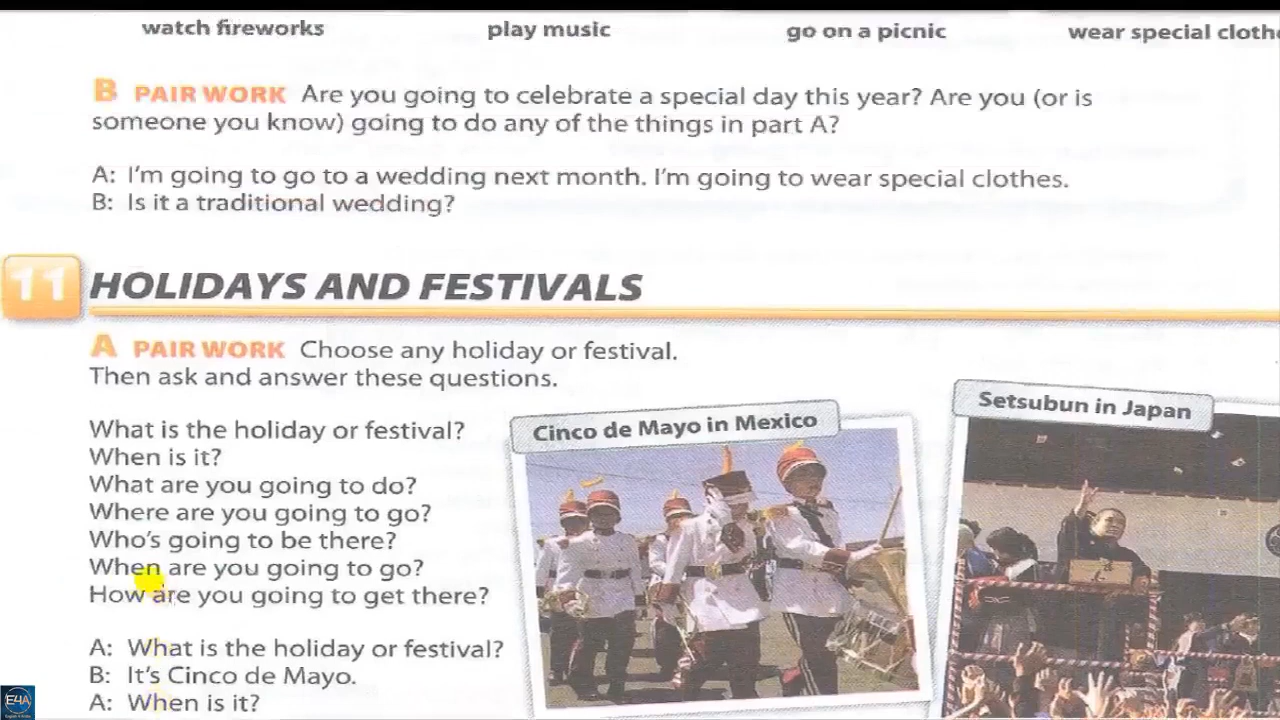 watch fireworks play music go on a picnic wear special clothe
B PAIR WORK Are you going to celebrate a special day this year? Are you (or is
someone you know) going to do any of the things in part A?
A: I'm going to go to a wedding next month. I'm going to wear special clothes.
B: Is it a traditional wedding?
11 HOLIDAYS AND FESTIVALS
A PAIR WORK Choose any holiday or festival.
Then ask and answer these questions.
What is the holiday or festival?
When is it?
What are you going to do?
Where are you going to go?
Who's going to be there?
When are you going to go?
How are you going to get there?
A: What is the holiday or festival?
B: It's Cinco de Mayo.
A: When is it?
Cinco de Mayo in Mexico
Setsubun in Japan
E4A